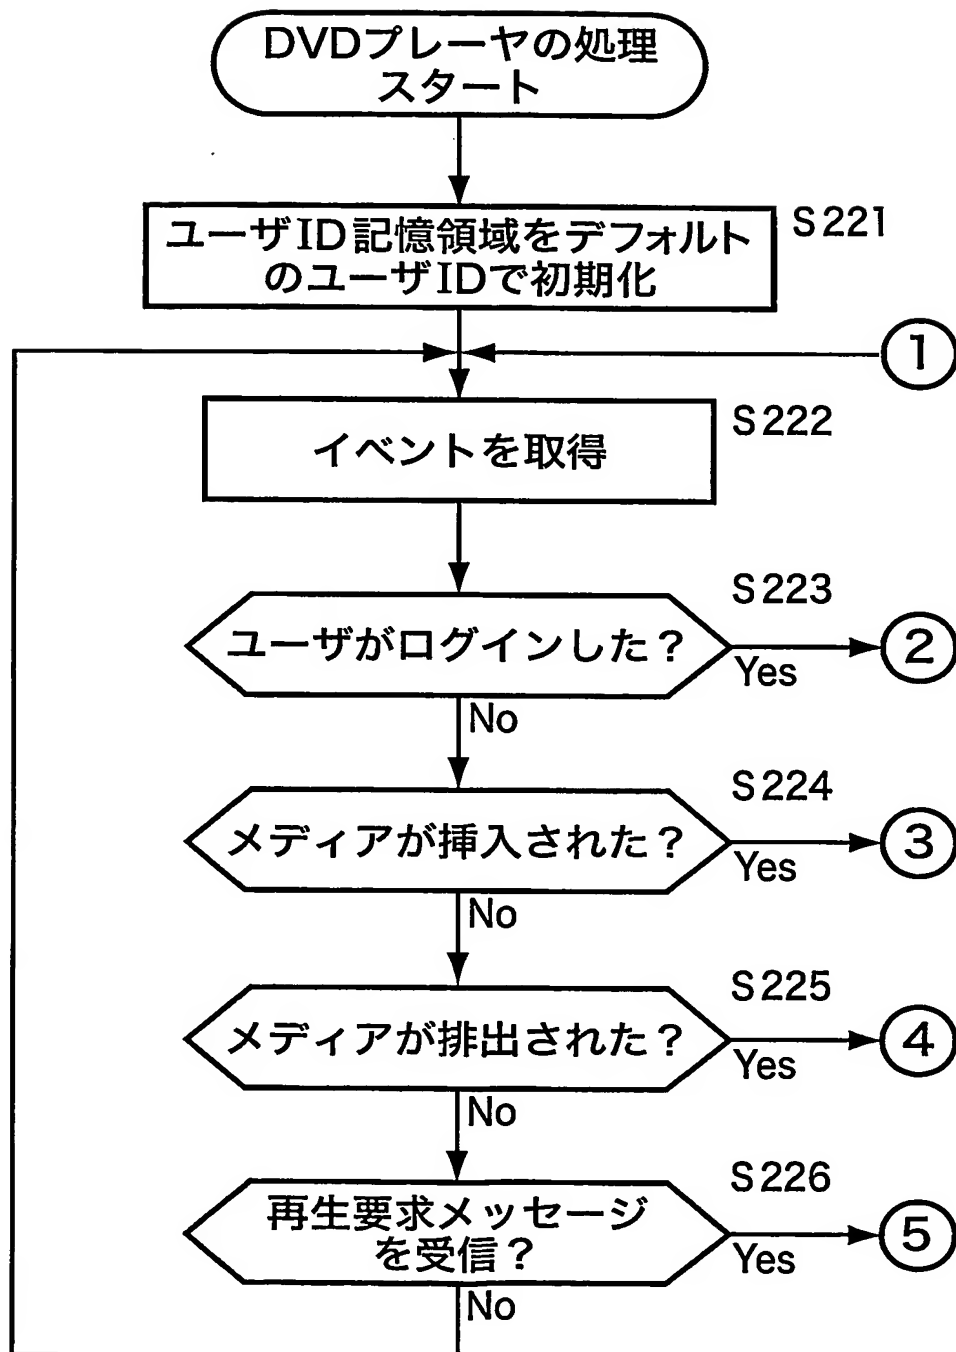 DVDプレーヤの処理
スタート
S221
ユーザID記憶領域をデフォルト
のユーザIDで初期化
1
S222
イベントを取得
S223
ユーザがログインした?
Yes
2
No
S224
メディアが挿入された?
Yes
3
No
S225
メディアが排出された?
Yes
4
No
S226
再生要求メッセージ
を受信?
Yes
5
No